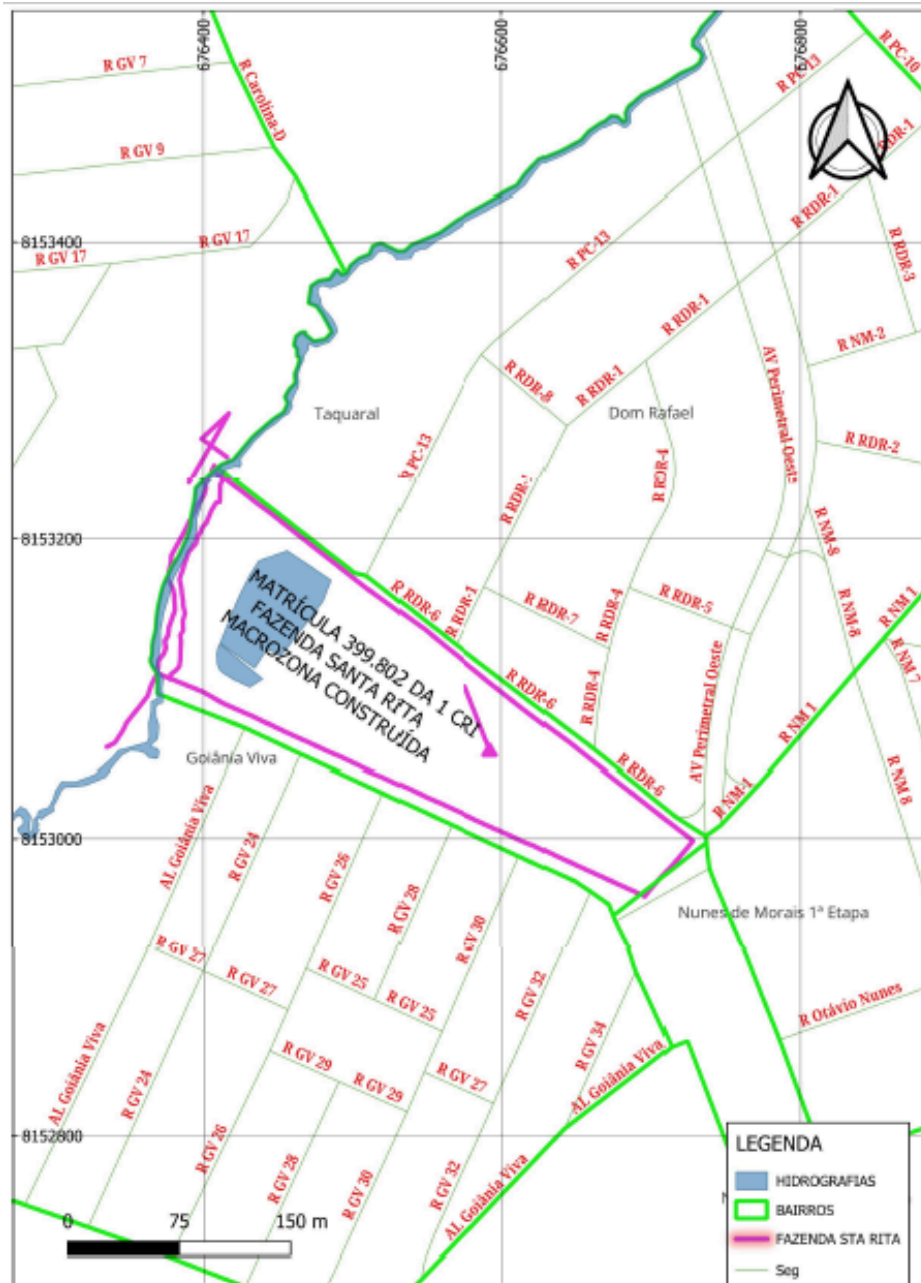 676400
676600
676800
R GV 7
R Carolina-D
R PC-13
R PC-10
R GV 9
RDR-1
R RDR-1
R GV 17
R GV 17
8153400
R PC-13
R RDR-3
R RDR-1
R NM-2
R RDR-8
R RDR-1
AV Perimetral Oeste
Taquaral
Dom Rafael
R RDR-2
R PC-13
R RDR-4
8153200
R NM-8
R RDR-6
R RDR-1
R RDR-7
R RDR-4
R RDR-5
R NM-8
R NM 1
R NM 7
MATRÍCULA 399.802 DA 1 CRI
FAZENDA SANTA RITA
MACROZONA CONSTRUÍDA
R RDR-6
R RDR-4
AV Perimetral Oeste
R NM 1
Goiânia Viva
R RDR-6
R NM-1
R NM 8
8153000
AL Goiânia Viva
R GV 24
R GV 26
R GV 28
R GV 30
Nunes de Morais 1ª Etapa
R GV 27
R GV 27
R GV 25
R GV 25
R GV 32
R Otávio Nunes
R GV 29
R GV 29
R GV 27
R GV 34
AL Goiânia Viva
AL Goiânia Viva
R GV 24
R GV 26
R GV 28
R GV 30
R GV 32
AL Goiânia Viva
8152800
LEGENDA
HIDROGRAFIAS
BAIRROS
FAZENDA STA RITA
Seg
0 75 150 m